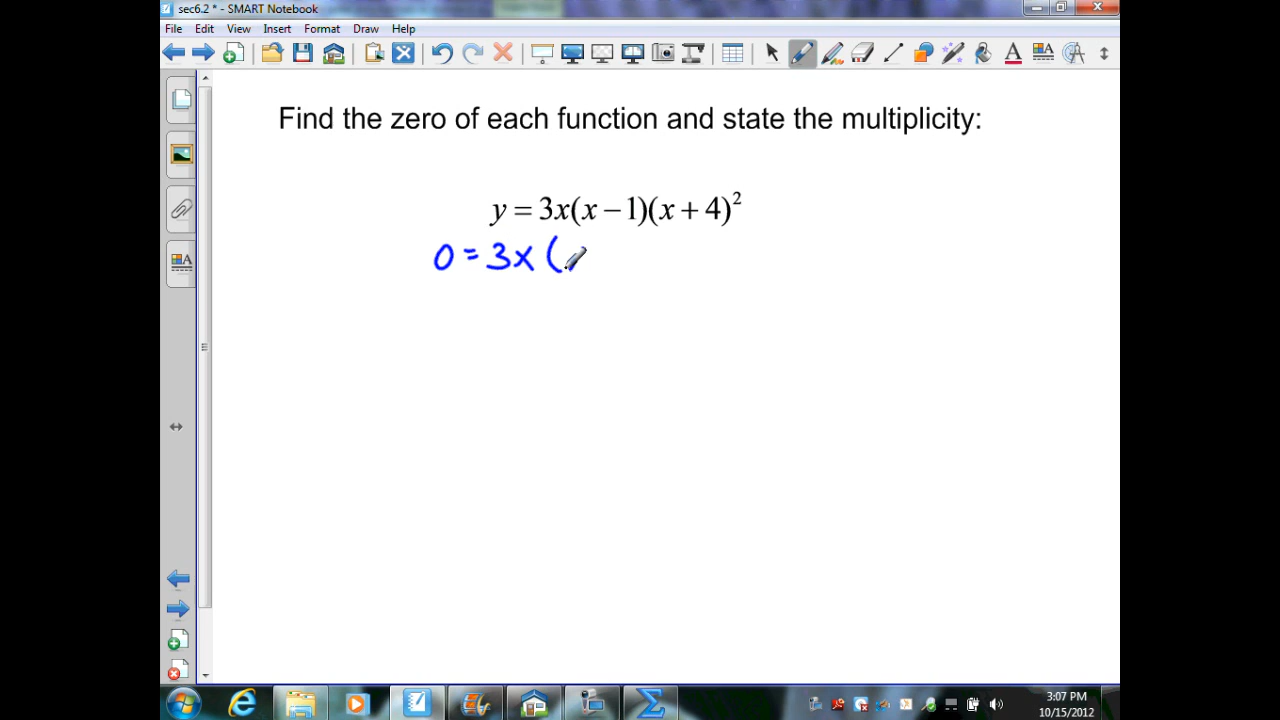 sec6.2 * - SMART Notebook
File Edit View Insert Format Draw Help
Find the zero of each function and state the multiplicity:
y = 3x(x − 1)(x + 4)²
0 = 3x (
3:07 PM
10/15/2012